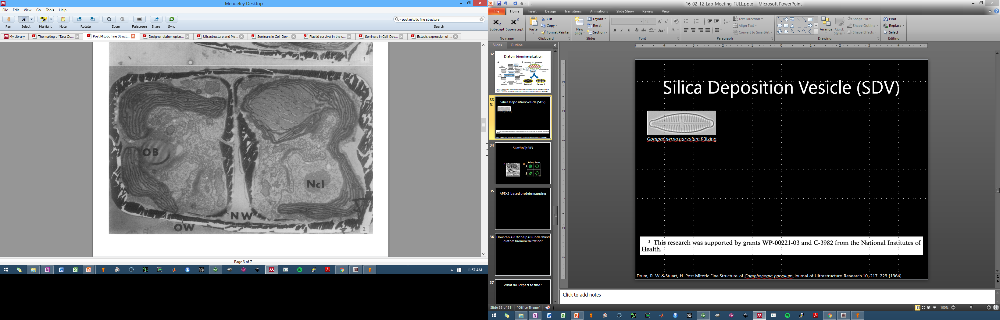 Mendeley Desktop
File Edit View Go Tools Help
Pan Select Highlight Note Rotate Zoom Fullscreen Share Sync
post mitotic fine structure
Search
My Library
The making of Tara Oc...
Post Mitotic Fine Struct...
Designer diatom episo...
Ultrastructure and Me...
Seminars in Cell Dev...
Plastid survival in the c...
Seminars in Cell Dev...
Ectopic expression of ...
1
OB
Ncl
NW
OW
2
Page 3 of 7
11:57 AM
16_02_12_Lab_Meeting_FULL.pptx - Microsoft PowerPoint
File Home Insert Design Transitions Animations Slide Show Review View
Subscript Superscript
No name
Paste
Cut
Copy
Format Painter
Clipboard
New Slide
Layout
Reset
Section
Slides
Font
Text Direction
Align Text
Convert to SmartArt
Paragraph
Arrange
Quick Styles
Shape Fill
Shape Outline
Shape Effects
Drawing
Find
Replace
Select
Editing
Slides Outline
32
Diatom biomineralization
Pattern 1 Pattern 2
33
Silica Deposition Vesicle (SDV)
34
Silaffin TpSil3
A B
Surface Center
35
APEX2-based protein mapping
36
How can APEX2 help us understand
diatom biomineralization?
37
What do I expect to find?
Silica Deposition Vesicle (SDV)
Gomphonerna parvalum Kützing
1 This research was supported by grants WP-00221-03 and C-3982 from the National Institutes of
Health.
Drum, R. W. & Stuart, H. Post Mitotic Fine Structure of Gomphonerna parvulum Journal of Ultrastructure Research 10, 217–223 (1964).
Click to add notes
Slide 33 of 51 "Office Theme" 100%